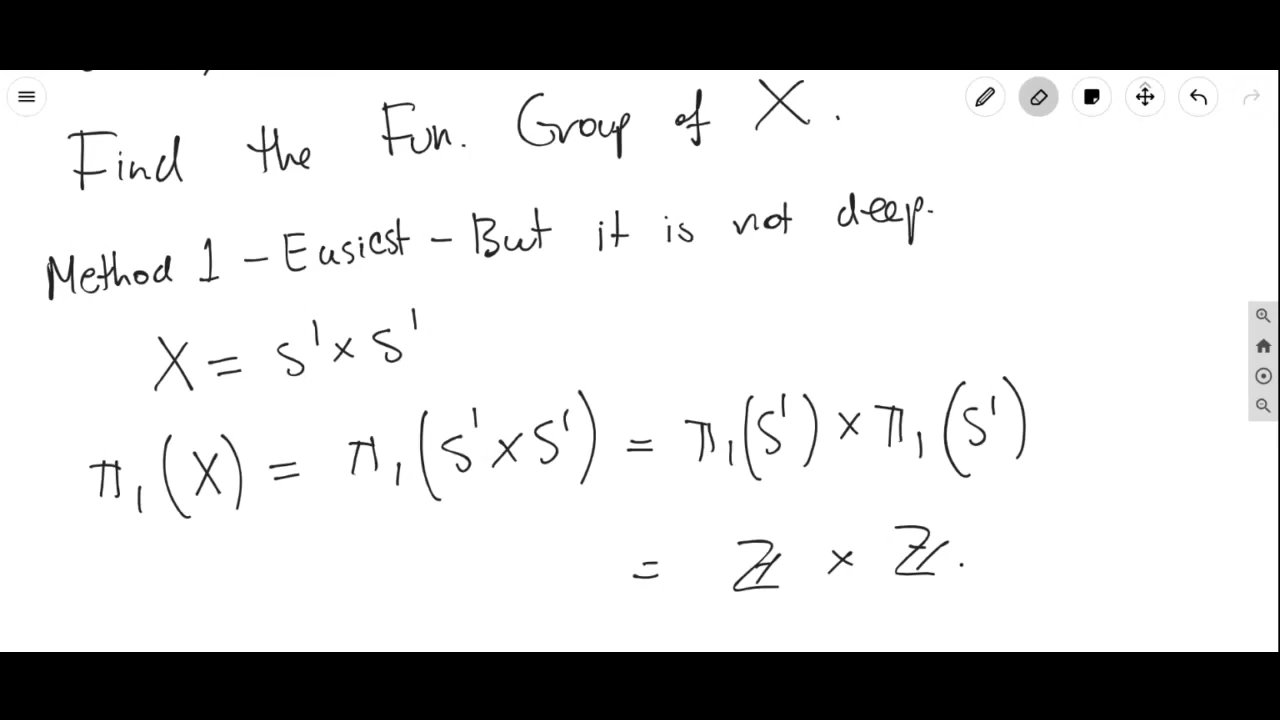 Find the Fun. Group of X.
Method 1 - Easiest - But it is not deep.
X = S¹ × S¹
π₁(X) = π₁(S¹ × S¹) = π₁(S¹) × π₁(S¹)
= ℤ × ℤ.